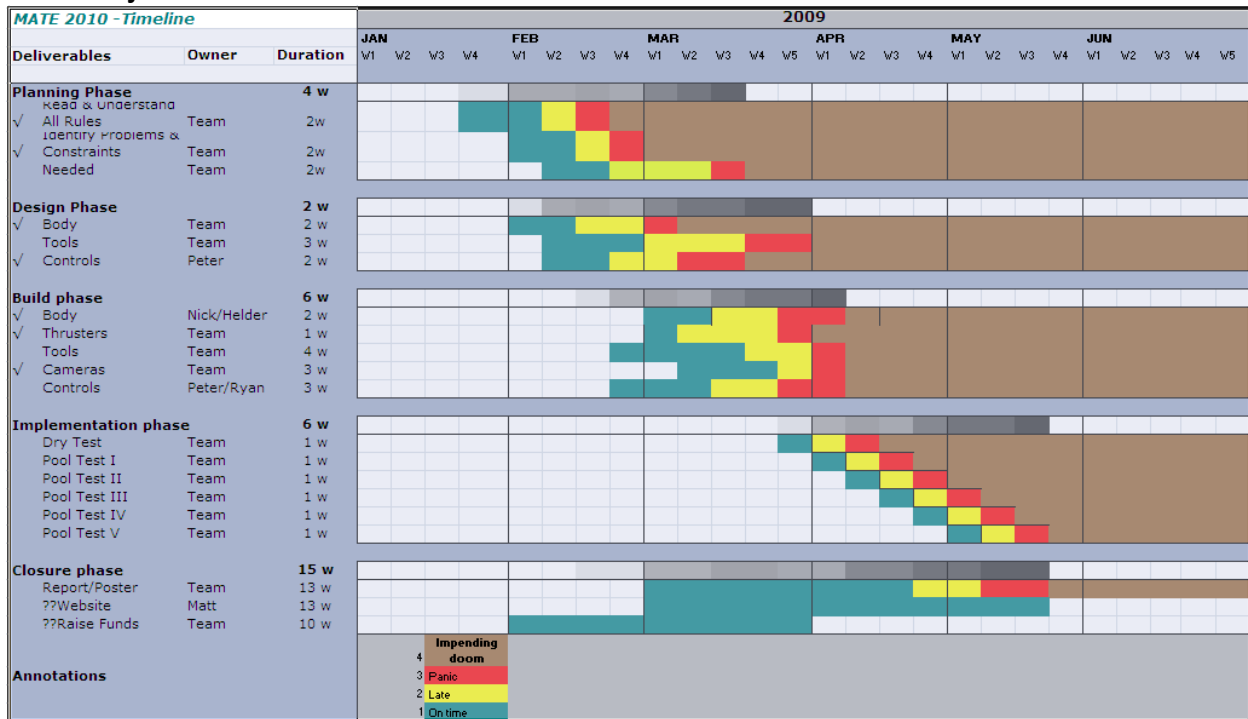 MATE 2010 -Timeline
2009
JAN FEB MAR APR MAY JUN
Deliverables Owner Duration W1 W2 W3 W4 W1 W2 W3 W4 W1 W2 W3 W4 W5 W1 W2 W3 W4 W1 W2 W3 W4 W1 W2 W3 W4 W5
Planning Phase 4 w
Read & Understand
√ All Rules Team 2w
Identify Problems &
√ Constraints Team 2w
Needed Team 2w
Design Phase 2 w
√ Body Team 2 w
Tools Team 3 w
√ Controls Peter 2 w
Build phase 6 w
√ Body Nick/Helder 2 w
√ Thrusters Team 1 w
Tools Team 4 w
√ Cameras Team 3 w
Controls Peter/Ryan 3 w
Implementation phase 6 w
Dry Test Team 1 w
Pool Test I Team 1 w
Pool Test II Team 1 w
Pool Test III Team 1 w
Pool Test IV Team 1 w
Pool Test V Team 1 w
Closure phase 15 w
Report/Poster Team 13 w
??Website Matt 13 w
??Raise Funds Team 10 w
Impending
4 doom
Annotations 3 Panic
2 Late
1 On time